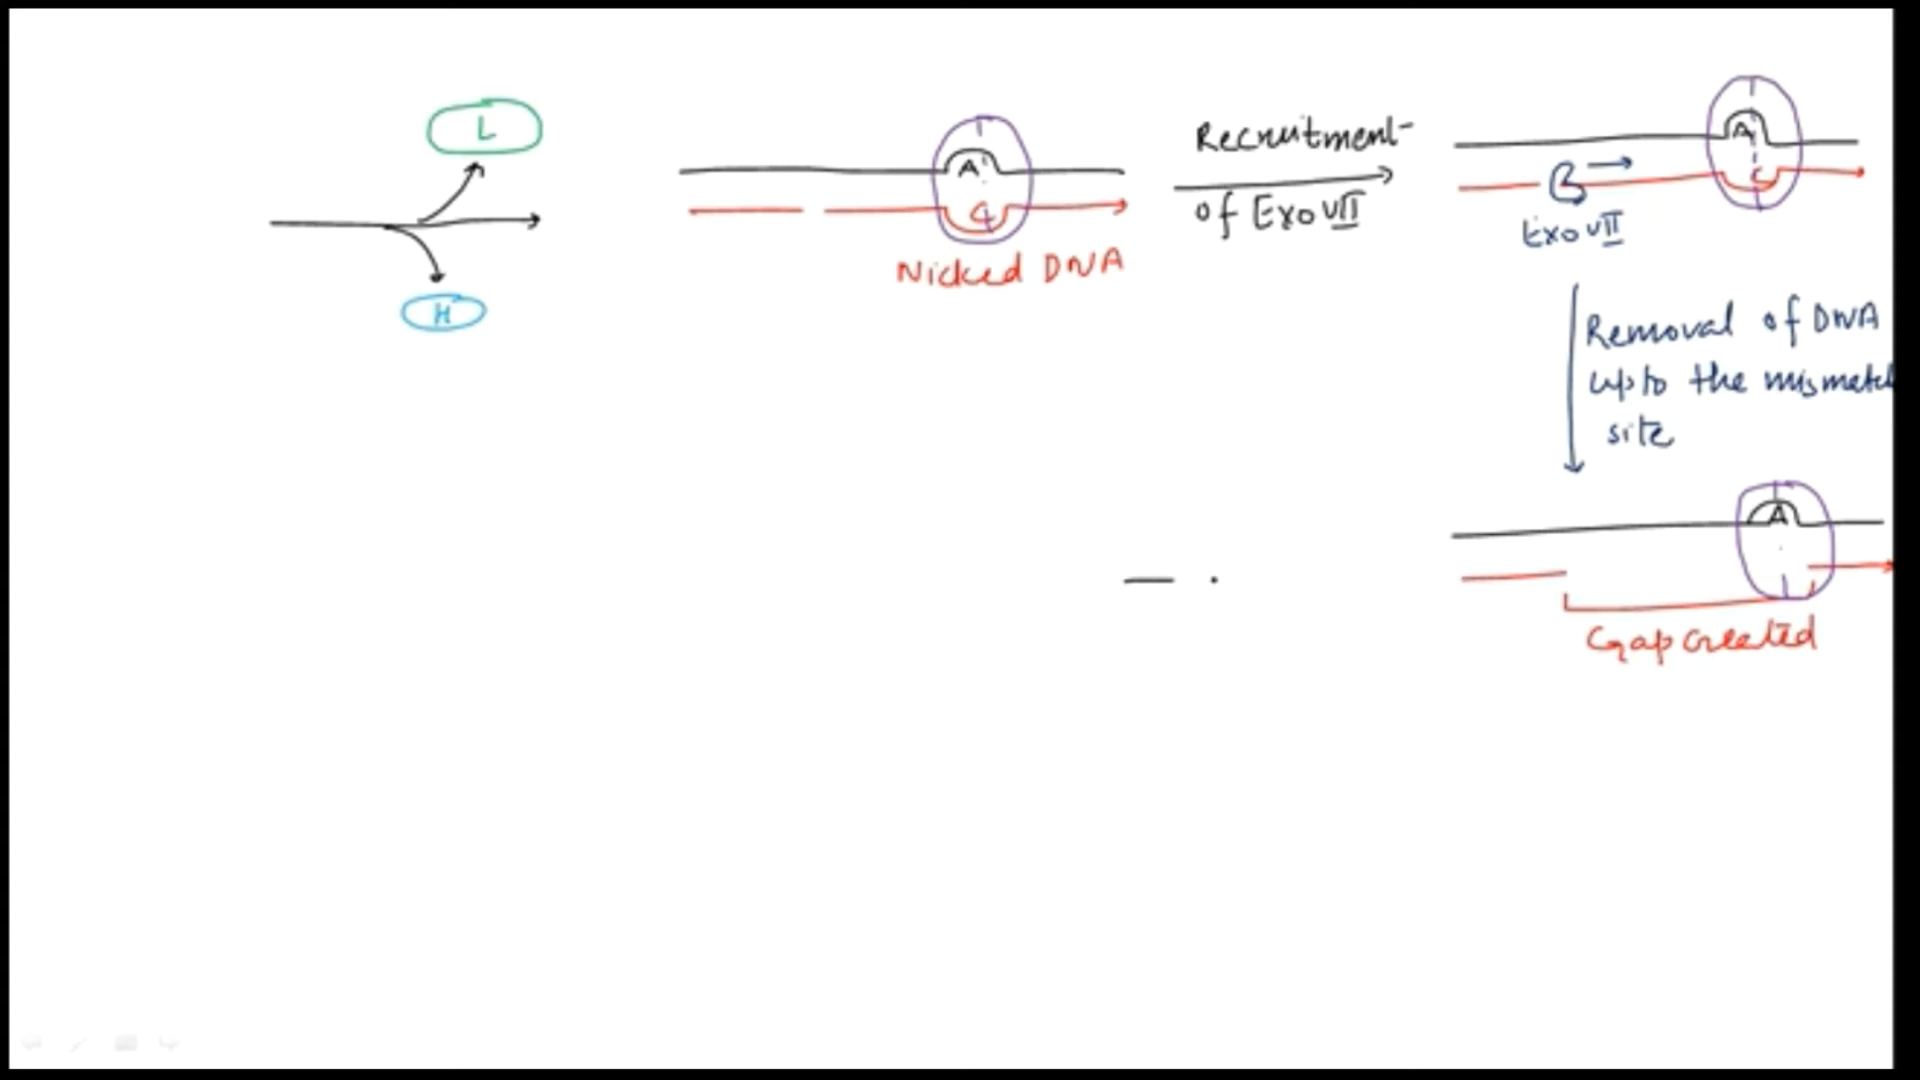 L
H
A
C
Nicked DNA
Recruitment
of Exo VII
A
C
Exo VII
Removal of DNA
upto the mismatch
site
A
Gap created